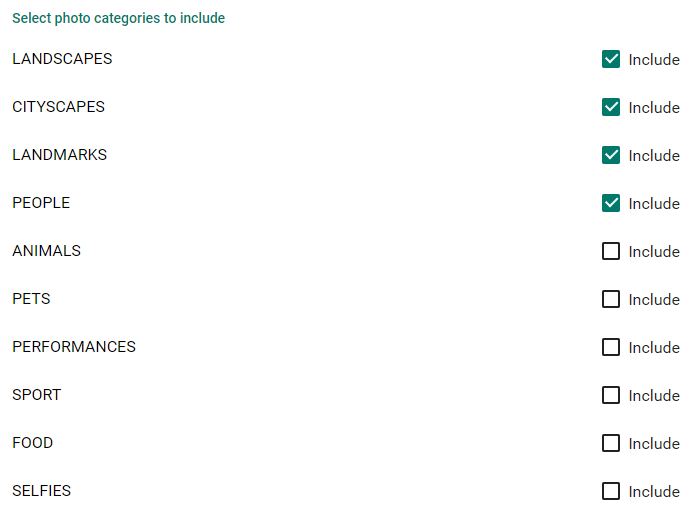 Select photo categories to include
LANDSCAPES Include
CITYSCAPES Include
LANDMARKS Include
PEOPLE Include
ANIMALS Include
PETS Include
PERFORMANCES Include
SPORT Include
FOOD Include
SELFIES Include